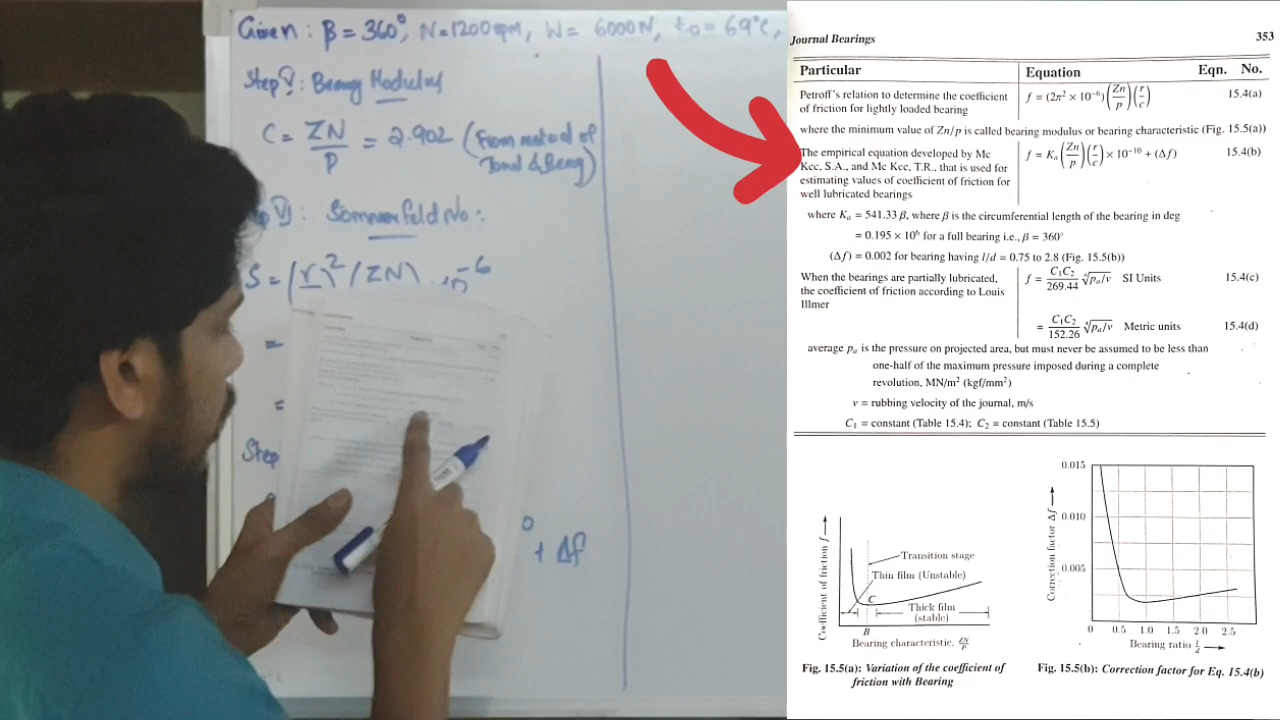 Given: β = 360°, N = 1200rpm, W = 6000N, to = 69°C,
Step V: Bearing Modulus
C = ZN/P = 2.902 (From material of
Jornal & Bearing)
VI: Sommerfeld No:
S = (r)² (ZN) 10⁻⁶
=
=
Step
0
+ Δf
Journal Bearings 353
Particular Equation Eqn. No.
Petroff's relation to determine the coefficient
of friction for lightly loaded bearing
f = (2π² × 10⁻⁶)(Zn/p)(r/c) 15.4(a)
where the minimum value of Zn/p is called bearing modulus or bearing characteristic (Fig. 15.5(a))
The empirical equation developed by Mc
Kcc, S.A., and Mc Kcc, T.R., that is used for
estimating values of coefficient of friction for
well lubricated bearings
f = Kₐ(Zn/p)(r/c) × 10⁻¹⁰ + (Δf) 15.4(b)
where Kₐ = 541.33 β, where β is the circumferential length of the bearing in deg
= 0.195 × 10⁶ for a full bearing i.e., β = 360°
(Δf) = 0.002 for bearing having l/d = 0.75 to 2.8 (Fig. 15.5(b))
When the bearings are partially lubricated,
the coefficient of friction according to Louis
Illmer
f = C₁C₂/269.44 ∜pₐ/v SI Units 15.4(c)
= C₁C₂/152.26 ∜pₐ/v Metric units 15.4(d)
average pₐ is the pressure on projected area, but must never be assumed to be less than
one-half of the maximum pressure imposed during a complete
revolution, MN/m² (kgf/mm²)
v = rubbing velocity of the journal, m/s
C₁ = constant (Table 15.4); C₂ = constant (Table 15.5)
Coefficient of friction f
Transition stage
Thin film (Unstable)
C
Thick film
(stable)
B
Bearing characteristic, ZN/P
Fig. 15.5(a): Variation of the coefficient of
friction with Bearing
Correction factor Δf
0.015
0.010
0.005
0 0.5 1.0 1.5 2.0 2.5
Bearing ratio l/d
Fig. 15.5(b): Correction factor for Eq. 15.4(b)